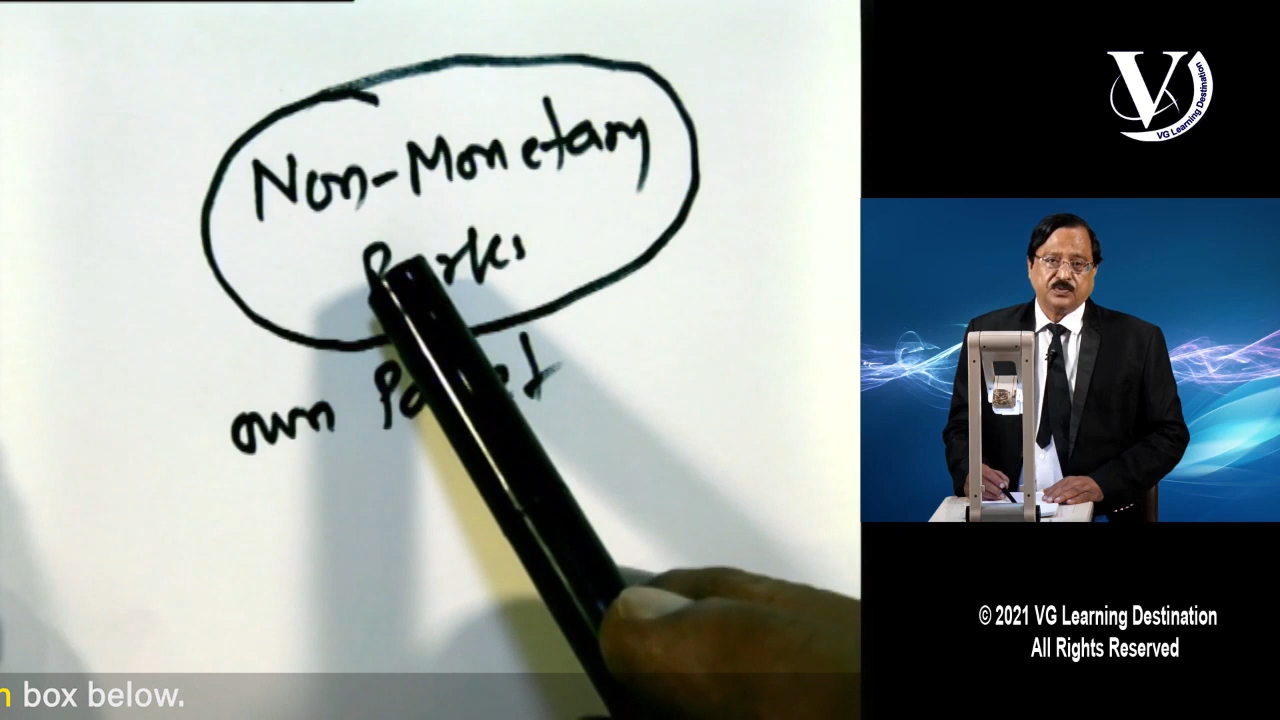 Non-Monetary
own
V
VG Learning Destination
© 2021 VG Learning Destination
All Rights Reserved
box below.